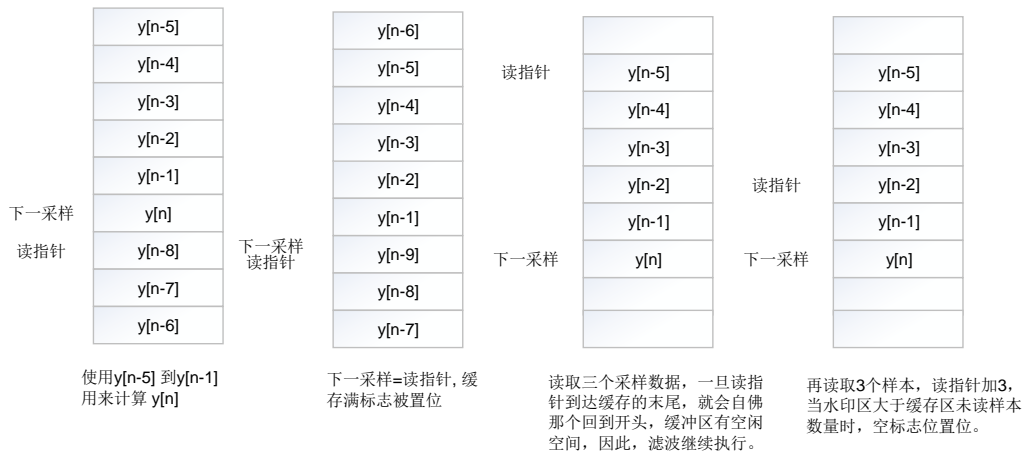 y[n-5]
y[n-4]
y[n-3]
y[n-2]
y[n-1]
下一采样
y[n]
读指针
y[n-8]
y[n-7]
y[n-6]
使用y[n-5] 到y[n-1]
用来计算 y[n]
y[n-6]
y[n-5]
y[n-4]
y[n-3]
y[n-2]
y[n-1]
下一采样
读指针
y[n-9]
y[n-8]
y[n-7]
下一采样=读指针, 缓
存满标志被置位
读指针
y[n-5]
y[n-4]
y[n-3]
y[n-2]
y[n-1]
下一采样
y[n]
读取三个采样数据，一旦读指
针到达缓存的末尾，就会自佛
那个回到开头，缓冲区有空闲
空间，因此，滤波继续执行。
y[n-5]
y[n-4]
y[n-3]
读指针
y[n-2]
y[n-1]
下一采样
y[n]
再读取3个样本，读指针加3，
当水印区大于缓存区未读样本
数量时，空标志位置位。